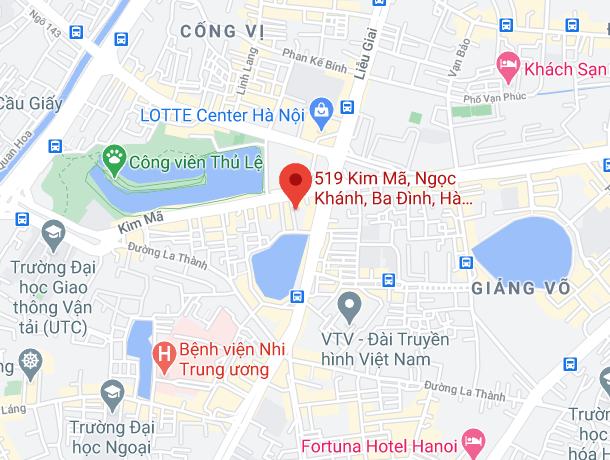 Ngõ 143
CỐNG VỊ
Linh Lang
Phan Kế Bính
Liễu Giai
Vạn Bảo
Khách Sạn
Phố Vạn Phúc
Cầu Giấy
Quan Hoa
LOTTE Center Hà Nội
Công viên Thủ Lệ
519 Kim Mã, Ngọc
Khánh, Ba Đình, Hà...
Kim Mã
Đường La Thành
Trường Đại
học Giao
thông Vận
tải (UTC)
GIẢNG VÕ
VTV - Đài Truyền
hình Việt Nam
Bệnh viện Nhi
Trung ương
Đường La Thành
Láng
Trường Đại
học Ngoại
Trường Đại
hóa H
Fortuna Hotel Hanoi